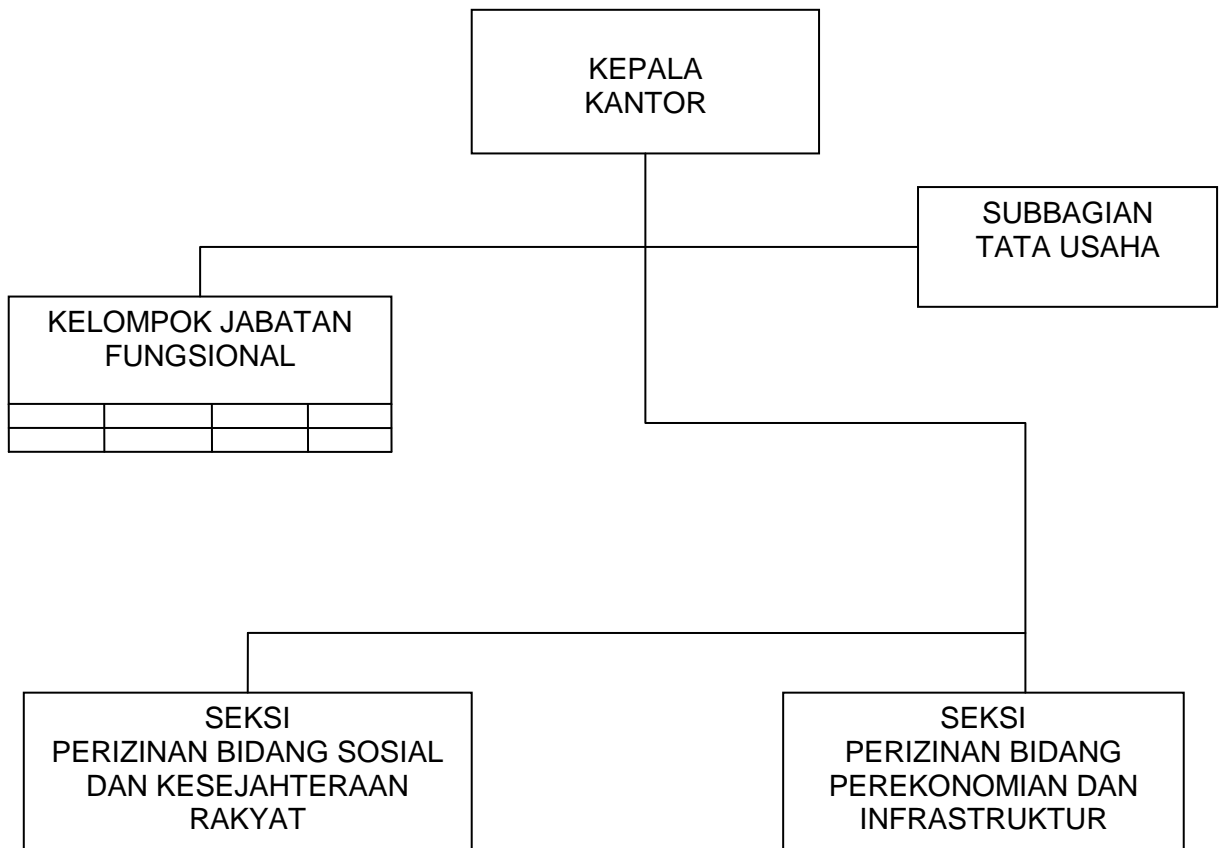 KEPALA
KANTOR
SUBBAGIAN
TATA USAHA
KELOMPOK JABATAN
FUNGSIONAL
SEKSI
PERIZINAN BIDANG SOSIAL
DAN KESEJAHTERAAN
RAKYAT
SEKSI
PERIZINAN BIDANG
PEREKONOMIAN DAN
INFRASTRUKTUR